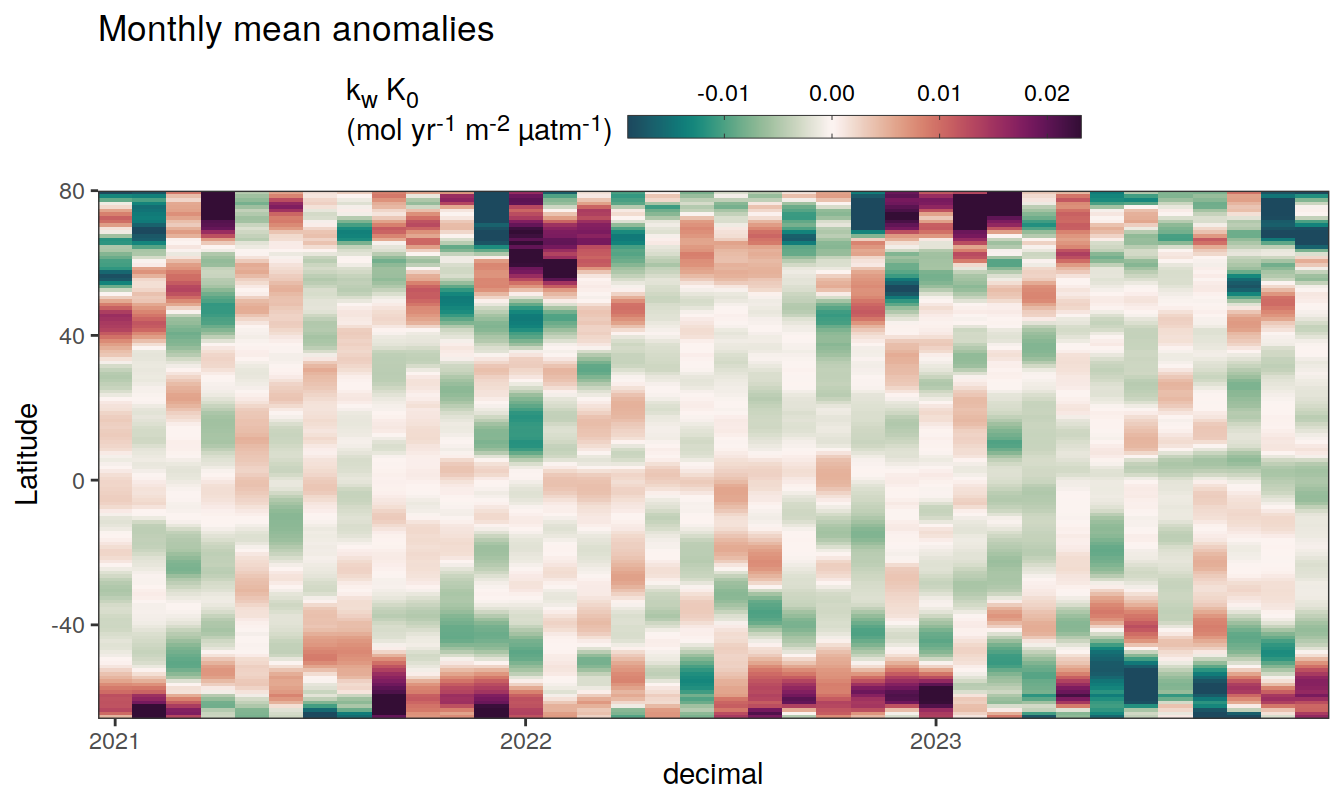 Monthly mean anomalies
k_w K_0
(mol yr⁻¹ m⁻² µatm⁻¹)
-0.01 0.00 0.01 0.02
80
40
0
-40
Latitude
2021 2022 2023
decimal